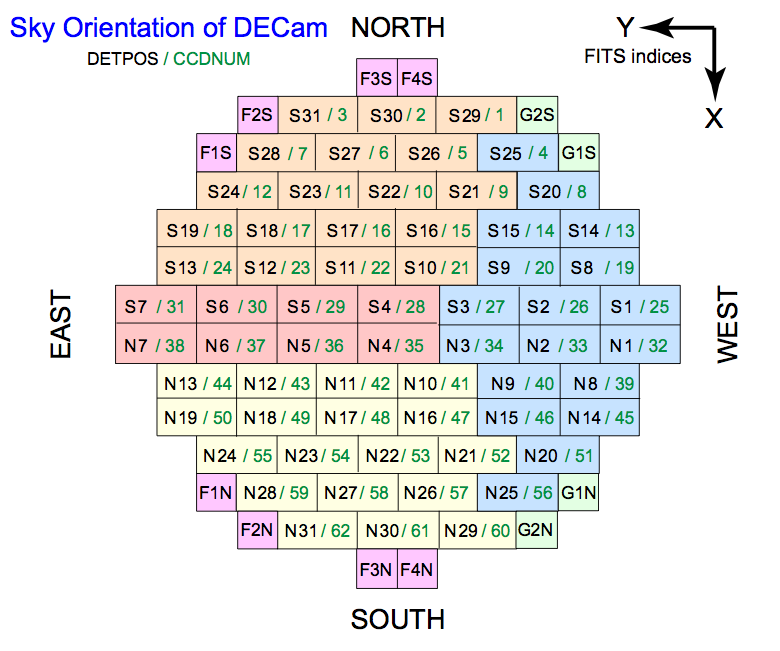 Sky Orientation of DECam NORTH
DETPOS / CCDNUM
Y
FITS indices
X
F3S F4S
F2S S31 / 3 S30 / 2 S29 / 1 G2S
F1S S28 / 7 S27 / 6 S26 / 5 S25 / 4 G1S
S24 / 12 S23 / 11 S22 / 10 S21 / 9 S20 / 8
S19 / 18 S18 / 17 S17 / 16 S16 / 15 S15 / 14 S14 / 13
S13 / 24 S12 / 23 S11 / 22 S10 / 21 S9 / 20 S8 / 19
EAST
S7 / 31 S6 / 30 S5 / 29 S4 / 28 S3 / 27 S2 / 26 S1 / 25
N7 / 38 N6 / 37 N5 / 36 N4 / 35 N3 / 34 N2 / 33 N1 / 32
WEST
N13 / 44 N12 / 43 N11 / 42 N10 / 41 N9 / 40 N8 / 39
N19 / 50 N18 / 49 N17 / 48 N16 / 47 N15 / 46 N14 / 45
N24 / 55 N23 / 54 N22 / 53 N21 / 52 N20 / 51
F1N N28 / 59 N27 / 58 N26 / 57 N25 / 56 G1N
F2N N31 / 62 N30 / 61 N29 / 60 G2N
F3N F4N
SOUTH